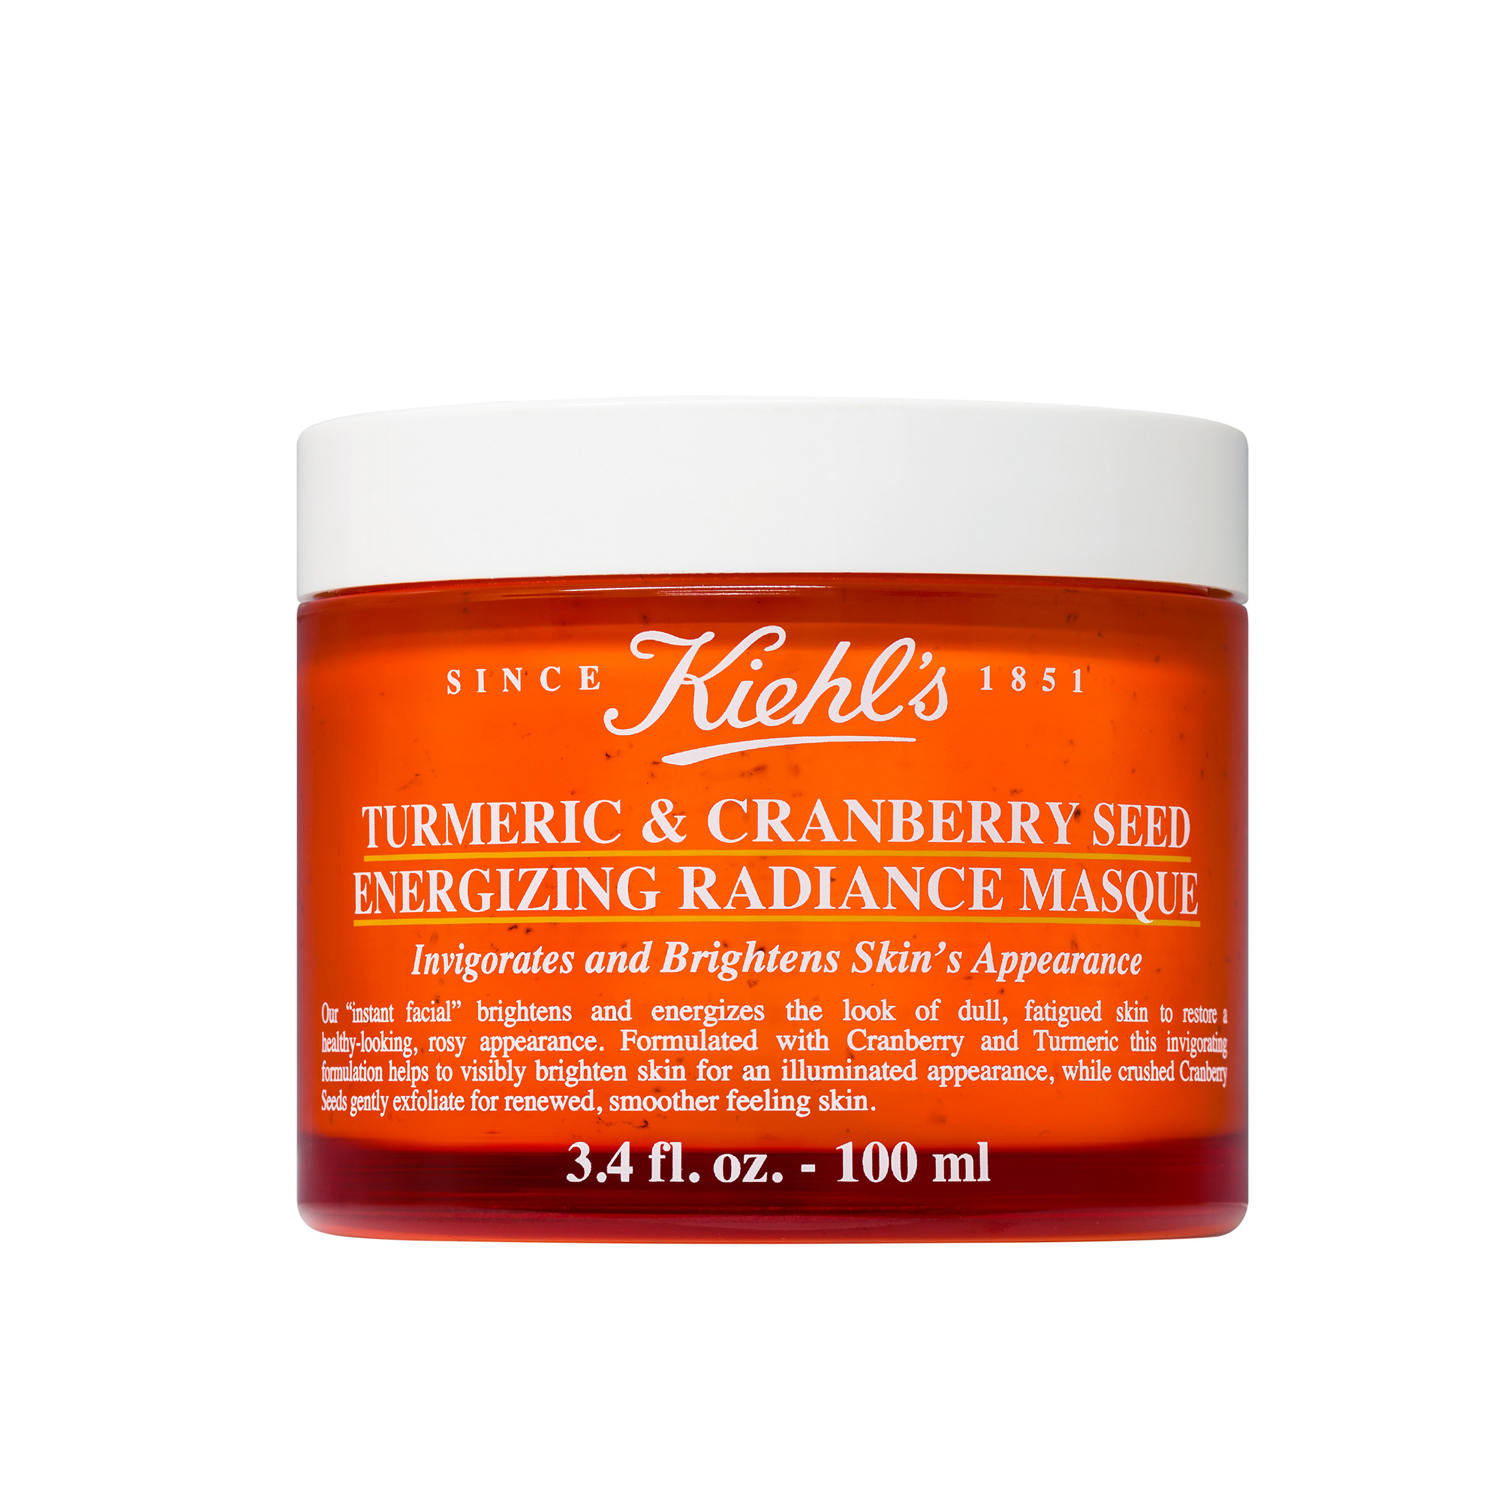 SINCE Kiehl's 1851
TURMERIC & CRANBERRY SEED
ENERGIZING RADIANCE MASQUE
Invigorates and Brightens Skin's Appearance
Our “instant facial” brightens and energizes the look of dull, fatigued skin to restore a
healthy-looking, rosy appearance. Formulated with Cranberry and Turmeric this invigorating
formulation helps to visibly brighten skin for an illuminated appearance, while crushed Cranberry
Seeds gently exfoliate for renewed, smoother feeling skin.
3.4 fl. oz. - 100 ml